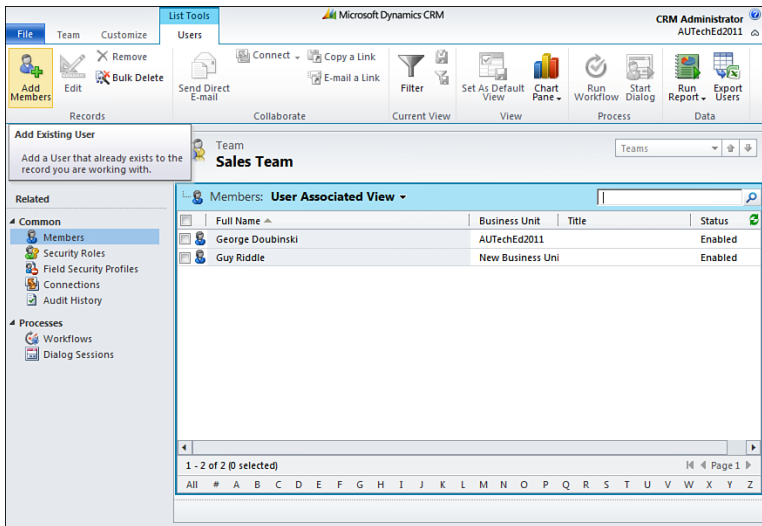 List Tools
Microsoft Dynamics CRM
CRM Administrator
AUTechEd2011
File Team Customize Users
Add Members
Edit
Remove
Bulk Delete
Records
Send Direct E-mail
Connect
Copy a Link
E-mail a Link
Collaborate
Filter
Current View
Set As Default View
Chart Pane
View
Run Workflow
Start Dialog
Process
Run Report
Export Users
Data
Add Existing User
Add a User that already exists to the
record you are working with.
Team
Sales Team
Teams
Related
Common
Members
Security Roles
Field Security Profiles
Connections
Audit History
Processes
Workflows
Dialog Sessions
Members: User Associated View
Full Name Business Unit Title Status
George Doubinski AUTechEd2011 Enabled
Guy Riddle New Business Uni Enabled
1 - 2 of 2 (0 selected) Page 1
All # A B C D E F G H I J K L M N O P Q R S T U V W X Y Z